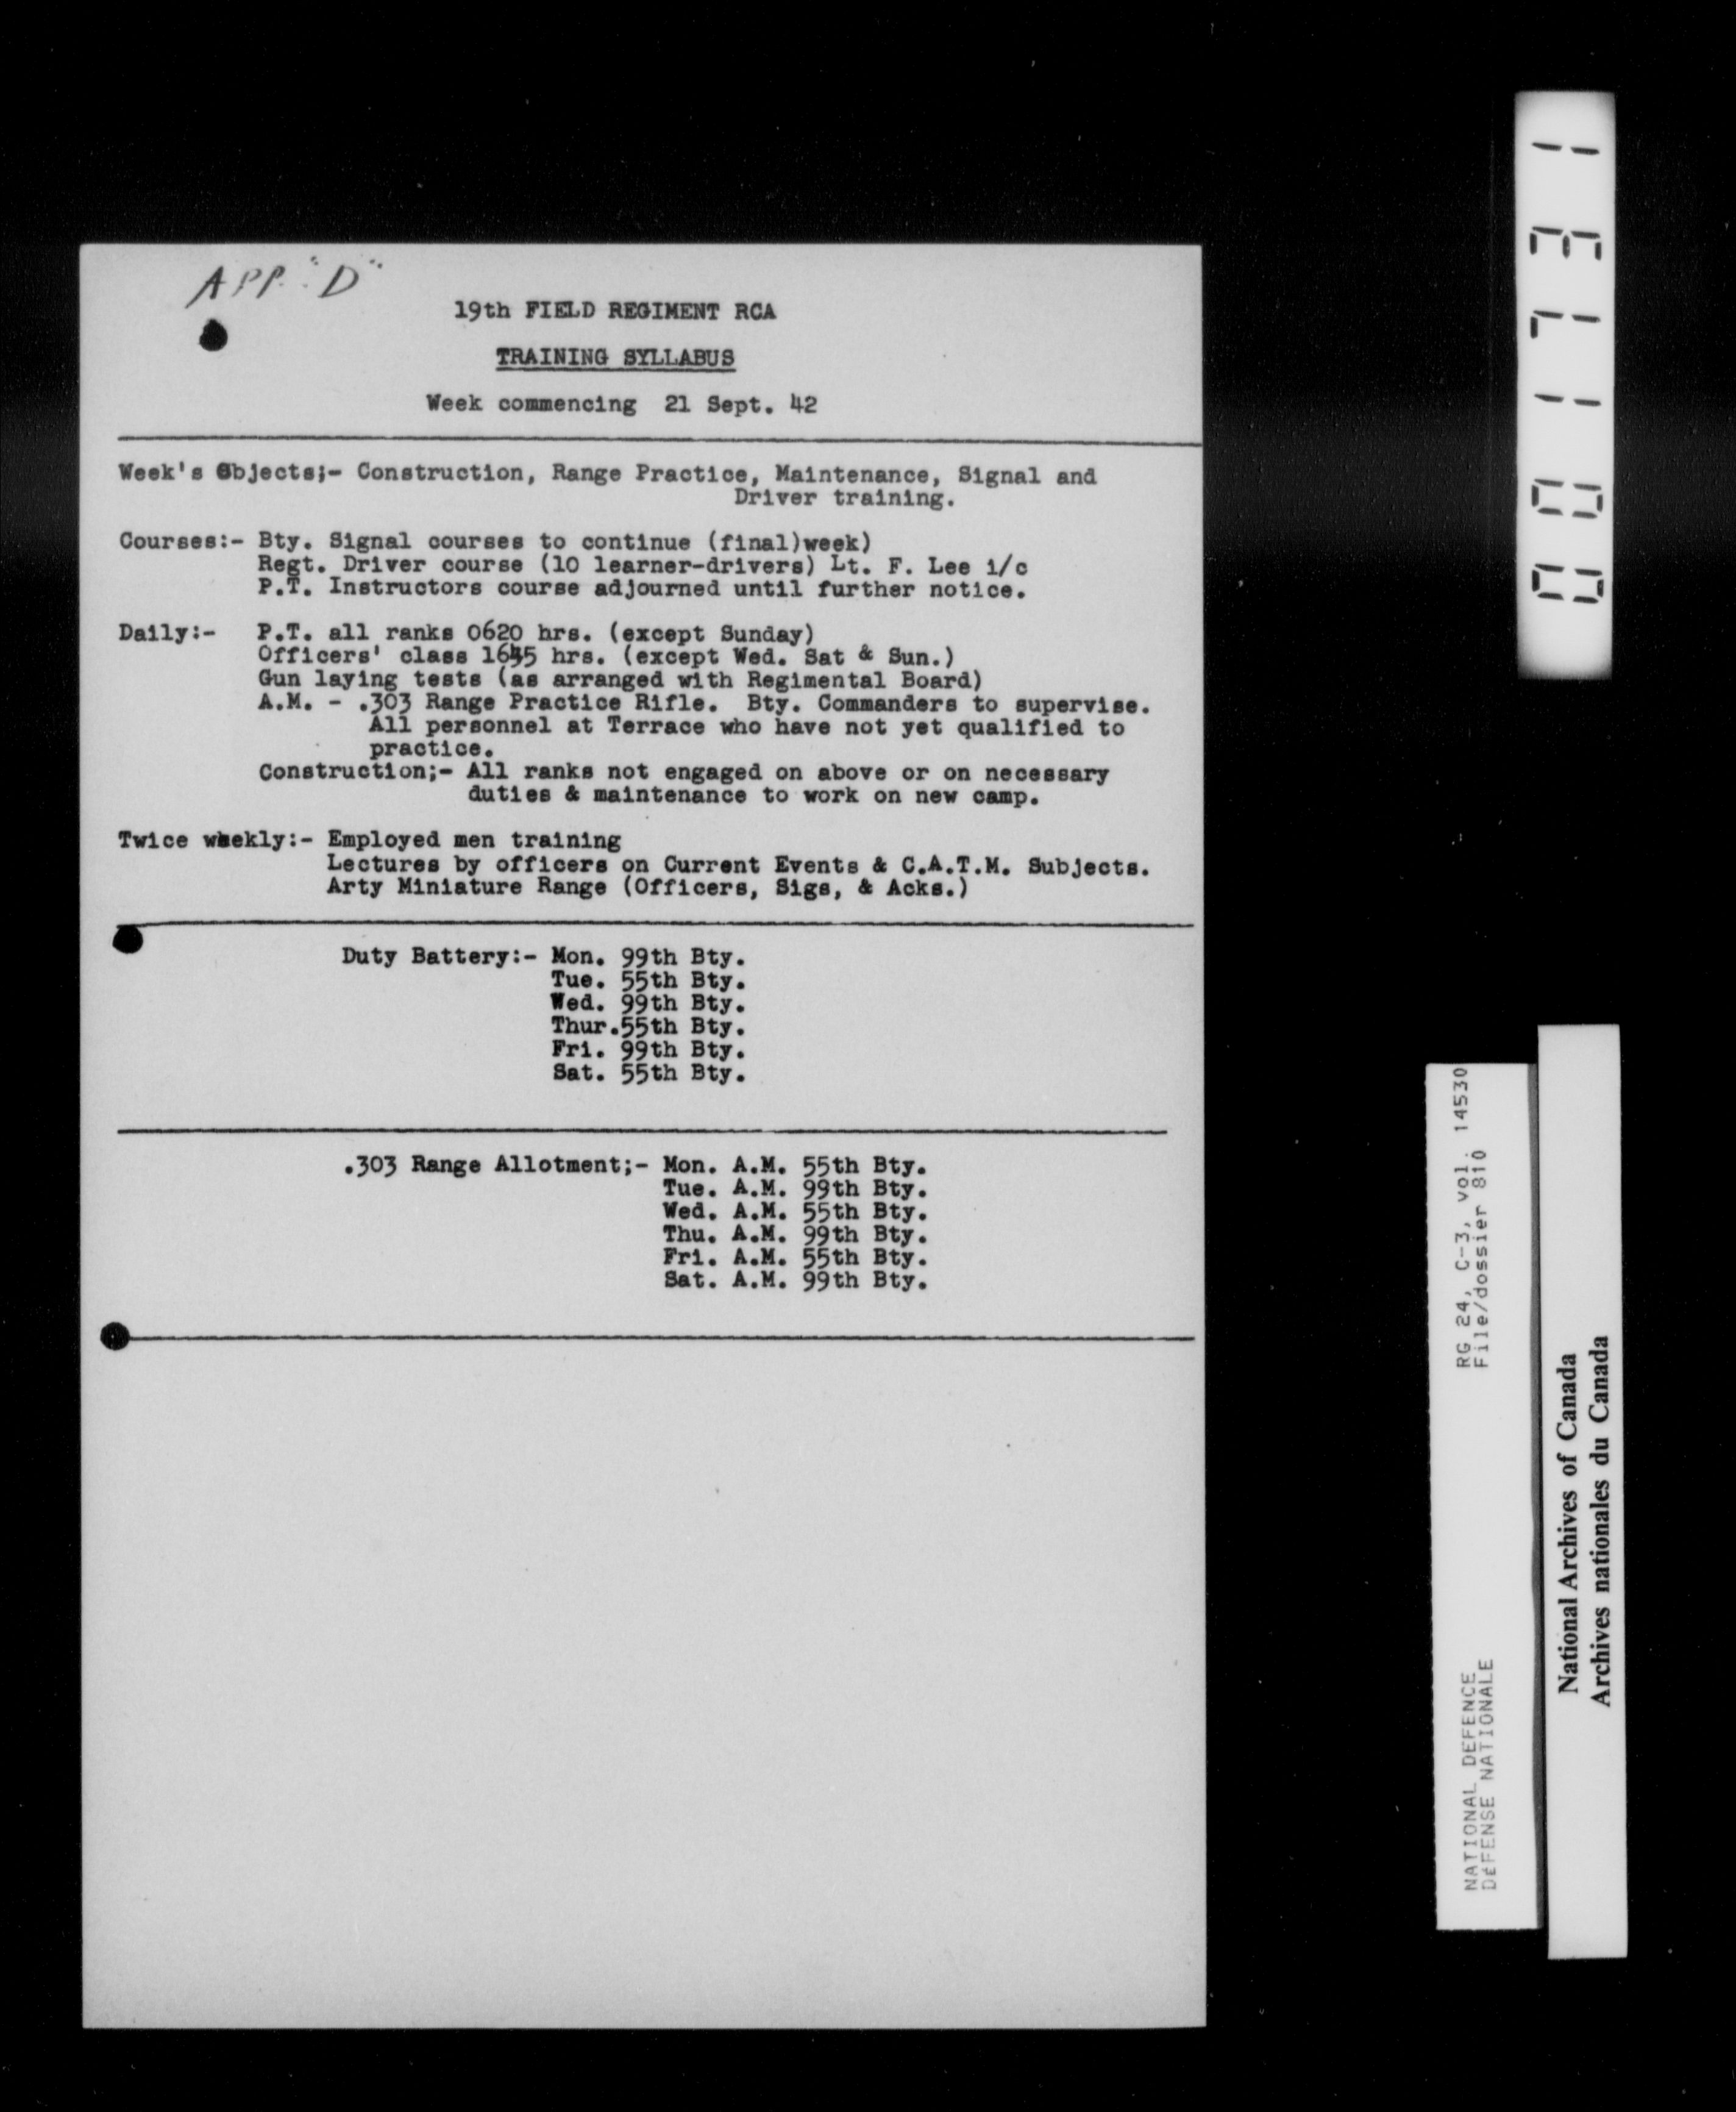 APP. "D"
19th FIELD REGIMENT RCA
TRAINING SYLLABUS
Week commencing 21 Sept. 42
Week's Objects;- Construction, Range Practice, Maintenance, Signal and
Driver training.
Courses:- Bty. Signal courses to continue (final)week)
Regt. Driver course (10 learner-drivers) Lt. F. Lee i/c
P.T. Instructors course adjourned until further notice.
Daily:- P.T. all ranks 0620 hrs. (except Sunday)
Officers' class 1645 hrs. (except Wed. Sat & Sun.)
Gun laying tests (as arranged with Regimental Board)
A.M. - .303 Range Practice Rifle. Bty. Commanders to supervise.
All personnel at Terrace who have not yet qualified to
practice.
Construction;- All ranks not engaged on above or on necessary
duties & maintenance to work on new camp.
Twice weekly:- Employed men training
Lectures by officers on Current Events & C.A.T.M. Subjects.
Arty Miniature Range (Officers, Sigs, & Acks.)
Duty Battery:- Mon. 99th Bty.
Tue. 55th Bty.
Wed. 99th Bty.
Thur.55th Bty.
Fri. 99th Bty.
Sat. 55th Bty.
.303 Range Allotment;- Mon. A.M. 55th Bty.
Tue. A.M. 99th Bty.
Wed. A.M. 55th Bty.
Thu. A.M. 99th Bty.
Fri. A.M. 55th Bty.
Sat. A.M. 99th Bty.
001731
NATIONAL DEFENCE RG 24, C-3, vol. 14530
DÉFENSE NATIONALE File/dossier 810
National Archives of Canada
Archives nationales du Canada